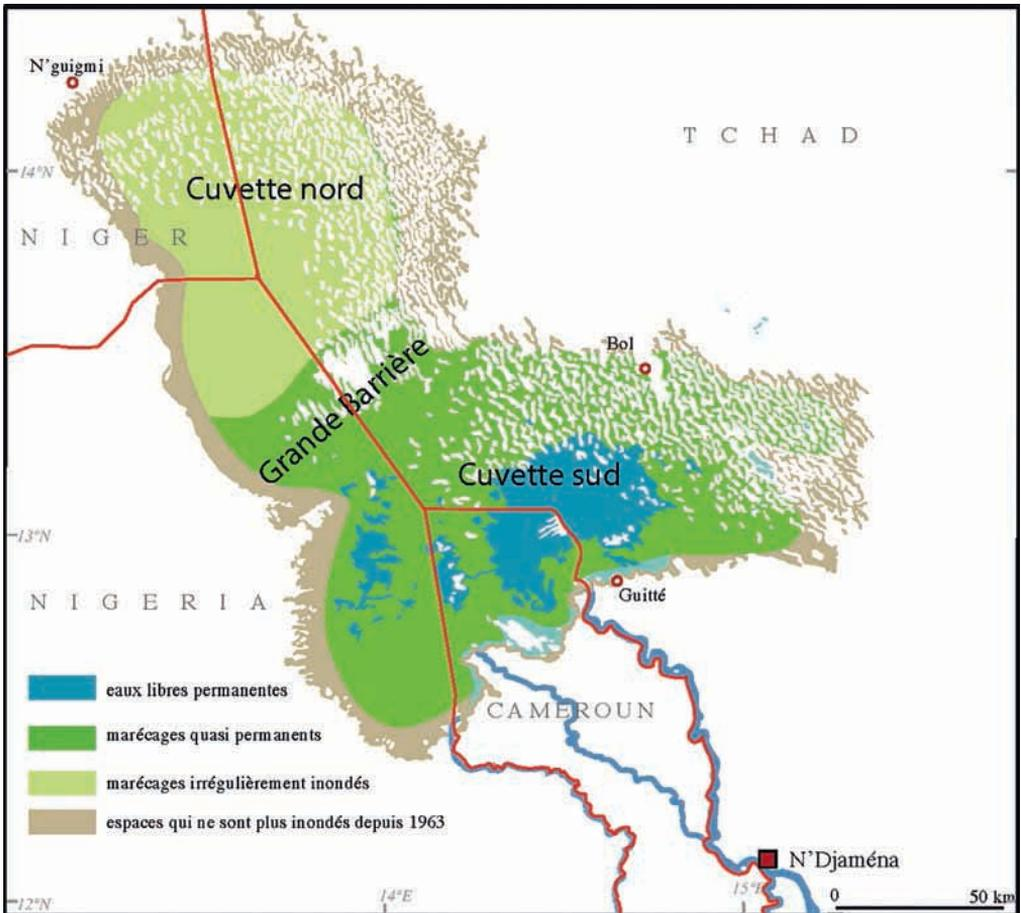 N'guigmi
TCHAD
14°N
Cuvette nord
NIGER
Bol
Grande Barrière
Cuvette sud
13°N
Guitté
NIGERIA
eaux libres permanentes
CAMEROUN
marécages quasi permanents
marécages irrégulièrement inondés
espaces qui ne sont plus inondés depuis 1963
N'Djaména
14°E
15°E
12°N
0 50 km